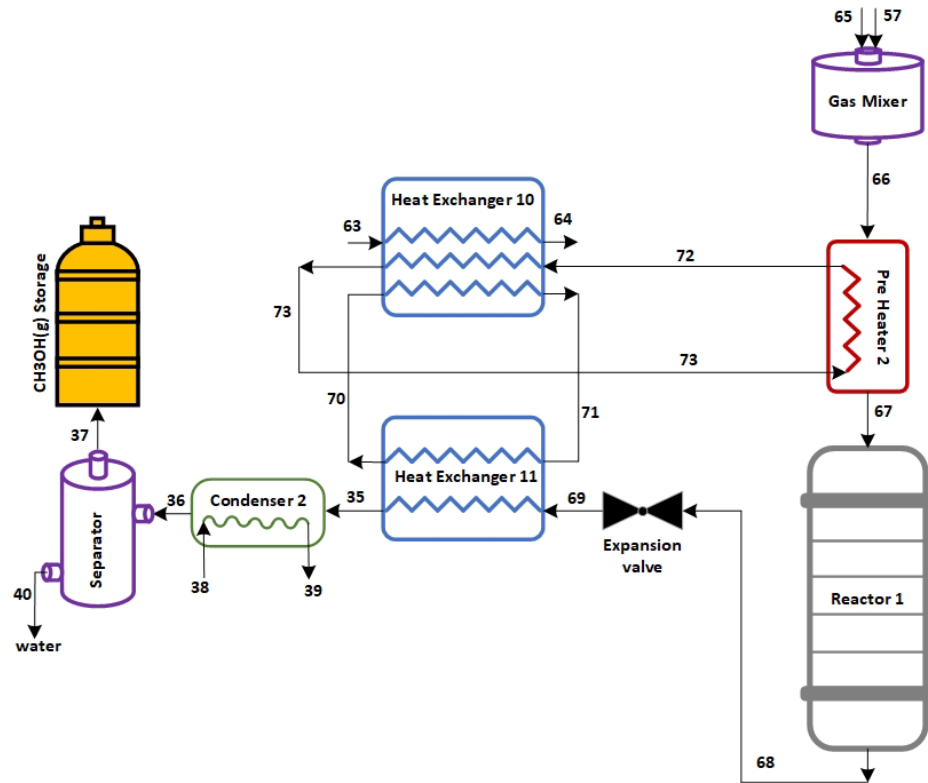 65
57
Gas Mixer
66
Heat Exchanger 10
63
64
72
73
73
Pre Heater 2
CH3OH(g) Storage
70
71
67
37
Heat Exchanger 11
36
Condenser 2
35
69
Expansion
valve
Separator
38
39
40
water
Reactor 1
68